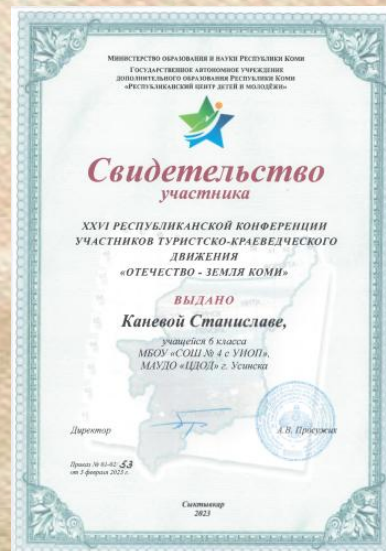 МИНИСТЕРСТВО ОБРАЗОВАНИЯ И НАУКИ РЕСПУБЛИКИ КОМИ
ГОСУДАРСТВЕННОЕ АВТОНОМНОЕ УЧРЕЖДЕНИЕ
ДОПОЛНИТЕЛЬНОГО ОБРАЗОВАНИЯ РЕСПУБЛИКИ КОМИ
«РЕСПУБЛИКАНСКИЙ ЦЕНТР ДЕТЕЙ И МОЛОДЁЖИ»
Свидетельство
участника
XXVI РЕСПУБЛИКАНСКОЙ КОНФЕРЕНЦИИ
УЧАСТНИКОВ ТУРИСТСКО-КРАЕВЕДЧЕСКОГО
ДВИЖЕНИЯ
«ОТЕЧЕСТВО - ЗЕМЛЯ КОМИ»
ВЫДАНО
Каневой Станиславе,
учащейся 6 класса
МБОУ «СОШ № 4 с УИОП»,
МАУДО «ЦДОД» г. Усинска
Директор А.В. Просужих
Приказ № 01-02/53
от 3 февраля 2023 г.
Сыктывкар
2023